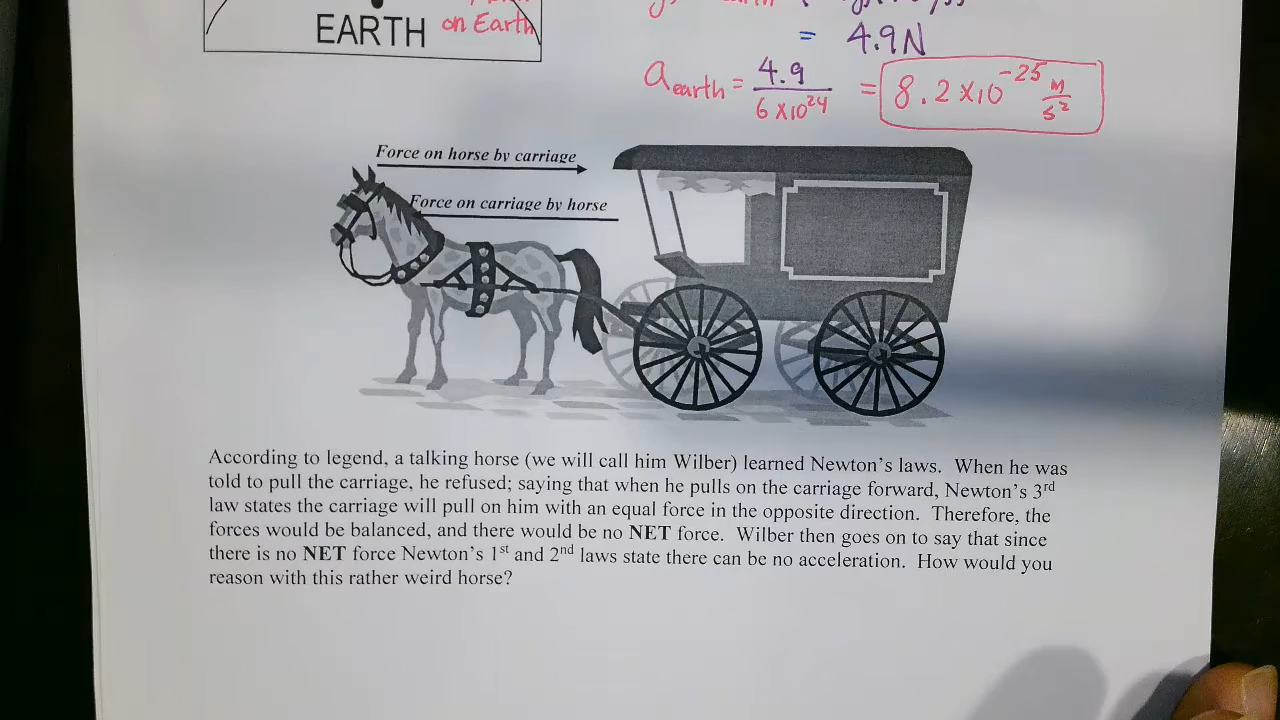 EARTH on Earth
= 4.9N
a earth = 4.9 / 6 x10^24 = 8.2 x10^-25 m/s^2
Force on horse by carriage
Force on carriage by horse
According to legend, a talking horse (we will call him Wilber) learned Newton's laws. When he was
told to pull the carriage, he refused; saying that when he pulls on the carriage forward, Newton's 3rd
law states the carriage will pull on him with an equal force in the opposite direction. Therefore, the
forces would be balanced, and there would be no NET force. Wilber then goes on to say that since
there is no NET force Newton's 1st and 2nd laws state there can be no acceleration. How would you
reason with this rather weird horse?